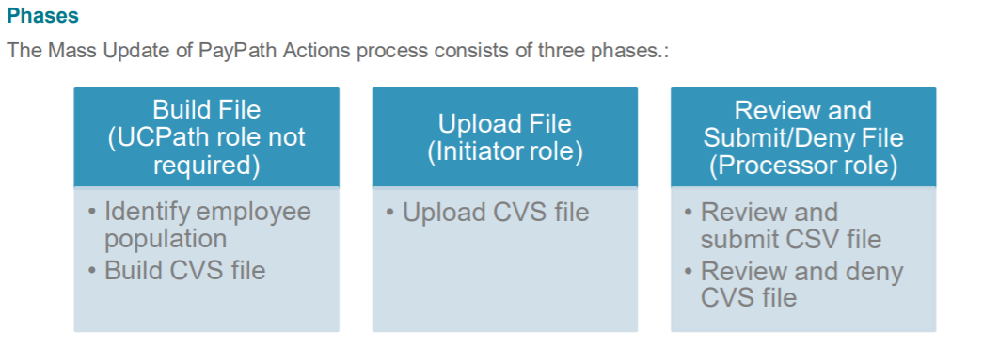 Phases
The Mass Update of PayPath Actions process consists of three phases.:
Build File
(UCPath role not
required)
• Identify employee
population
• Build CVS file
Upload File
(Initiator role)
• Upload CVS file
Review and
Submit/Deny File
(Processor role)
• Review and
submit CSV file
• Review and deny
CVS file